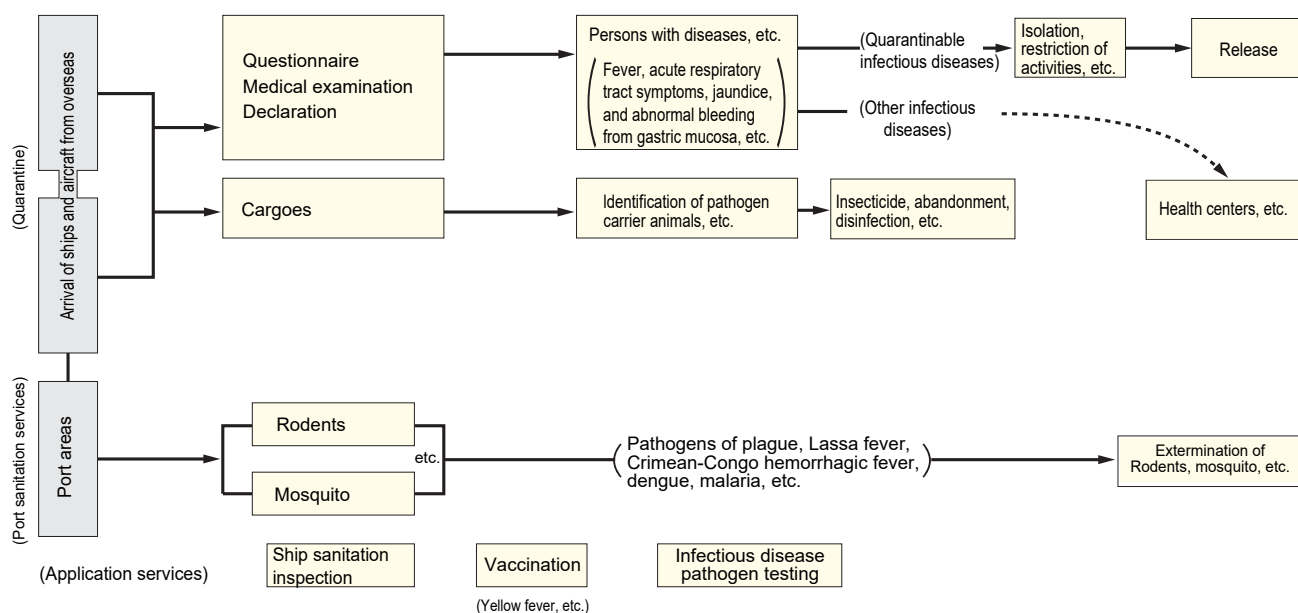 (Quarantine)
Arrival of ships and aircraft from overseas
Questionnaire
Medical examination
Declaration
Persons with diseases, etc.
Fever, acute respiratory
tract symptoms, jaundice,
and abnormal bleeding
from gastric mucosa, etc.
(Quarantinable
infectious diseases)
Isolation,
restriction of
activities, etc.
Release
(Other infectious
diseases)
Health centers, etc.
Cargoes
Identification of pathogen
carrier animals, etc.
Insecticide, abandonment,
disinfection, etc.
(Port sanitation services)
Port areas
Rodents
etc.
Mosquito
(Pathogens of plague, Lassa fever,
Crimean-Congo hemorrhagic fever,
dengue, malaria, etc.)
Extermination of
Rodents, mosquito, etc.
(Application services)
Ship sanitation
inspection
Vaccination
(Yellow fever, etc.)
Infectious disease
pathogen testing